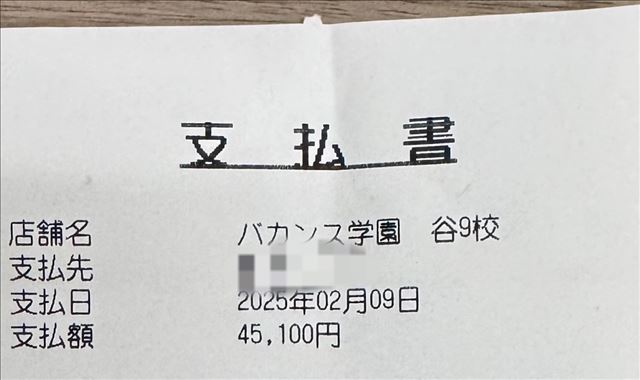 支払書
店舗名 バカンス学園 谷9校
支払先
支払日 2025年02月09日
支払額 45,100円